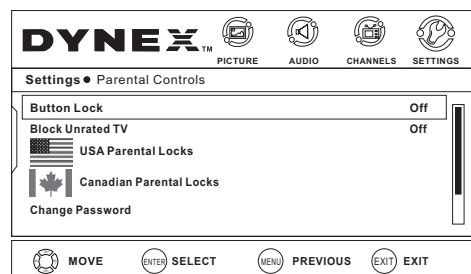 DYNEX™
PICTURE AUDIO CHANNELS SETTINGS
Settings ● Parental Controls
Button Lock Off
Block Unrated TV Off
USA Parental Locks
Canadian Parental Locks
Change Password
MOVE ENTER SELECT MENU PREVIOUS EXIT EXIT